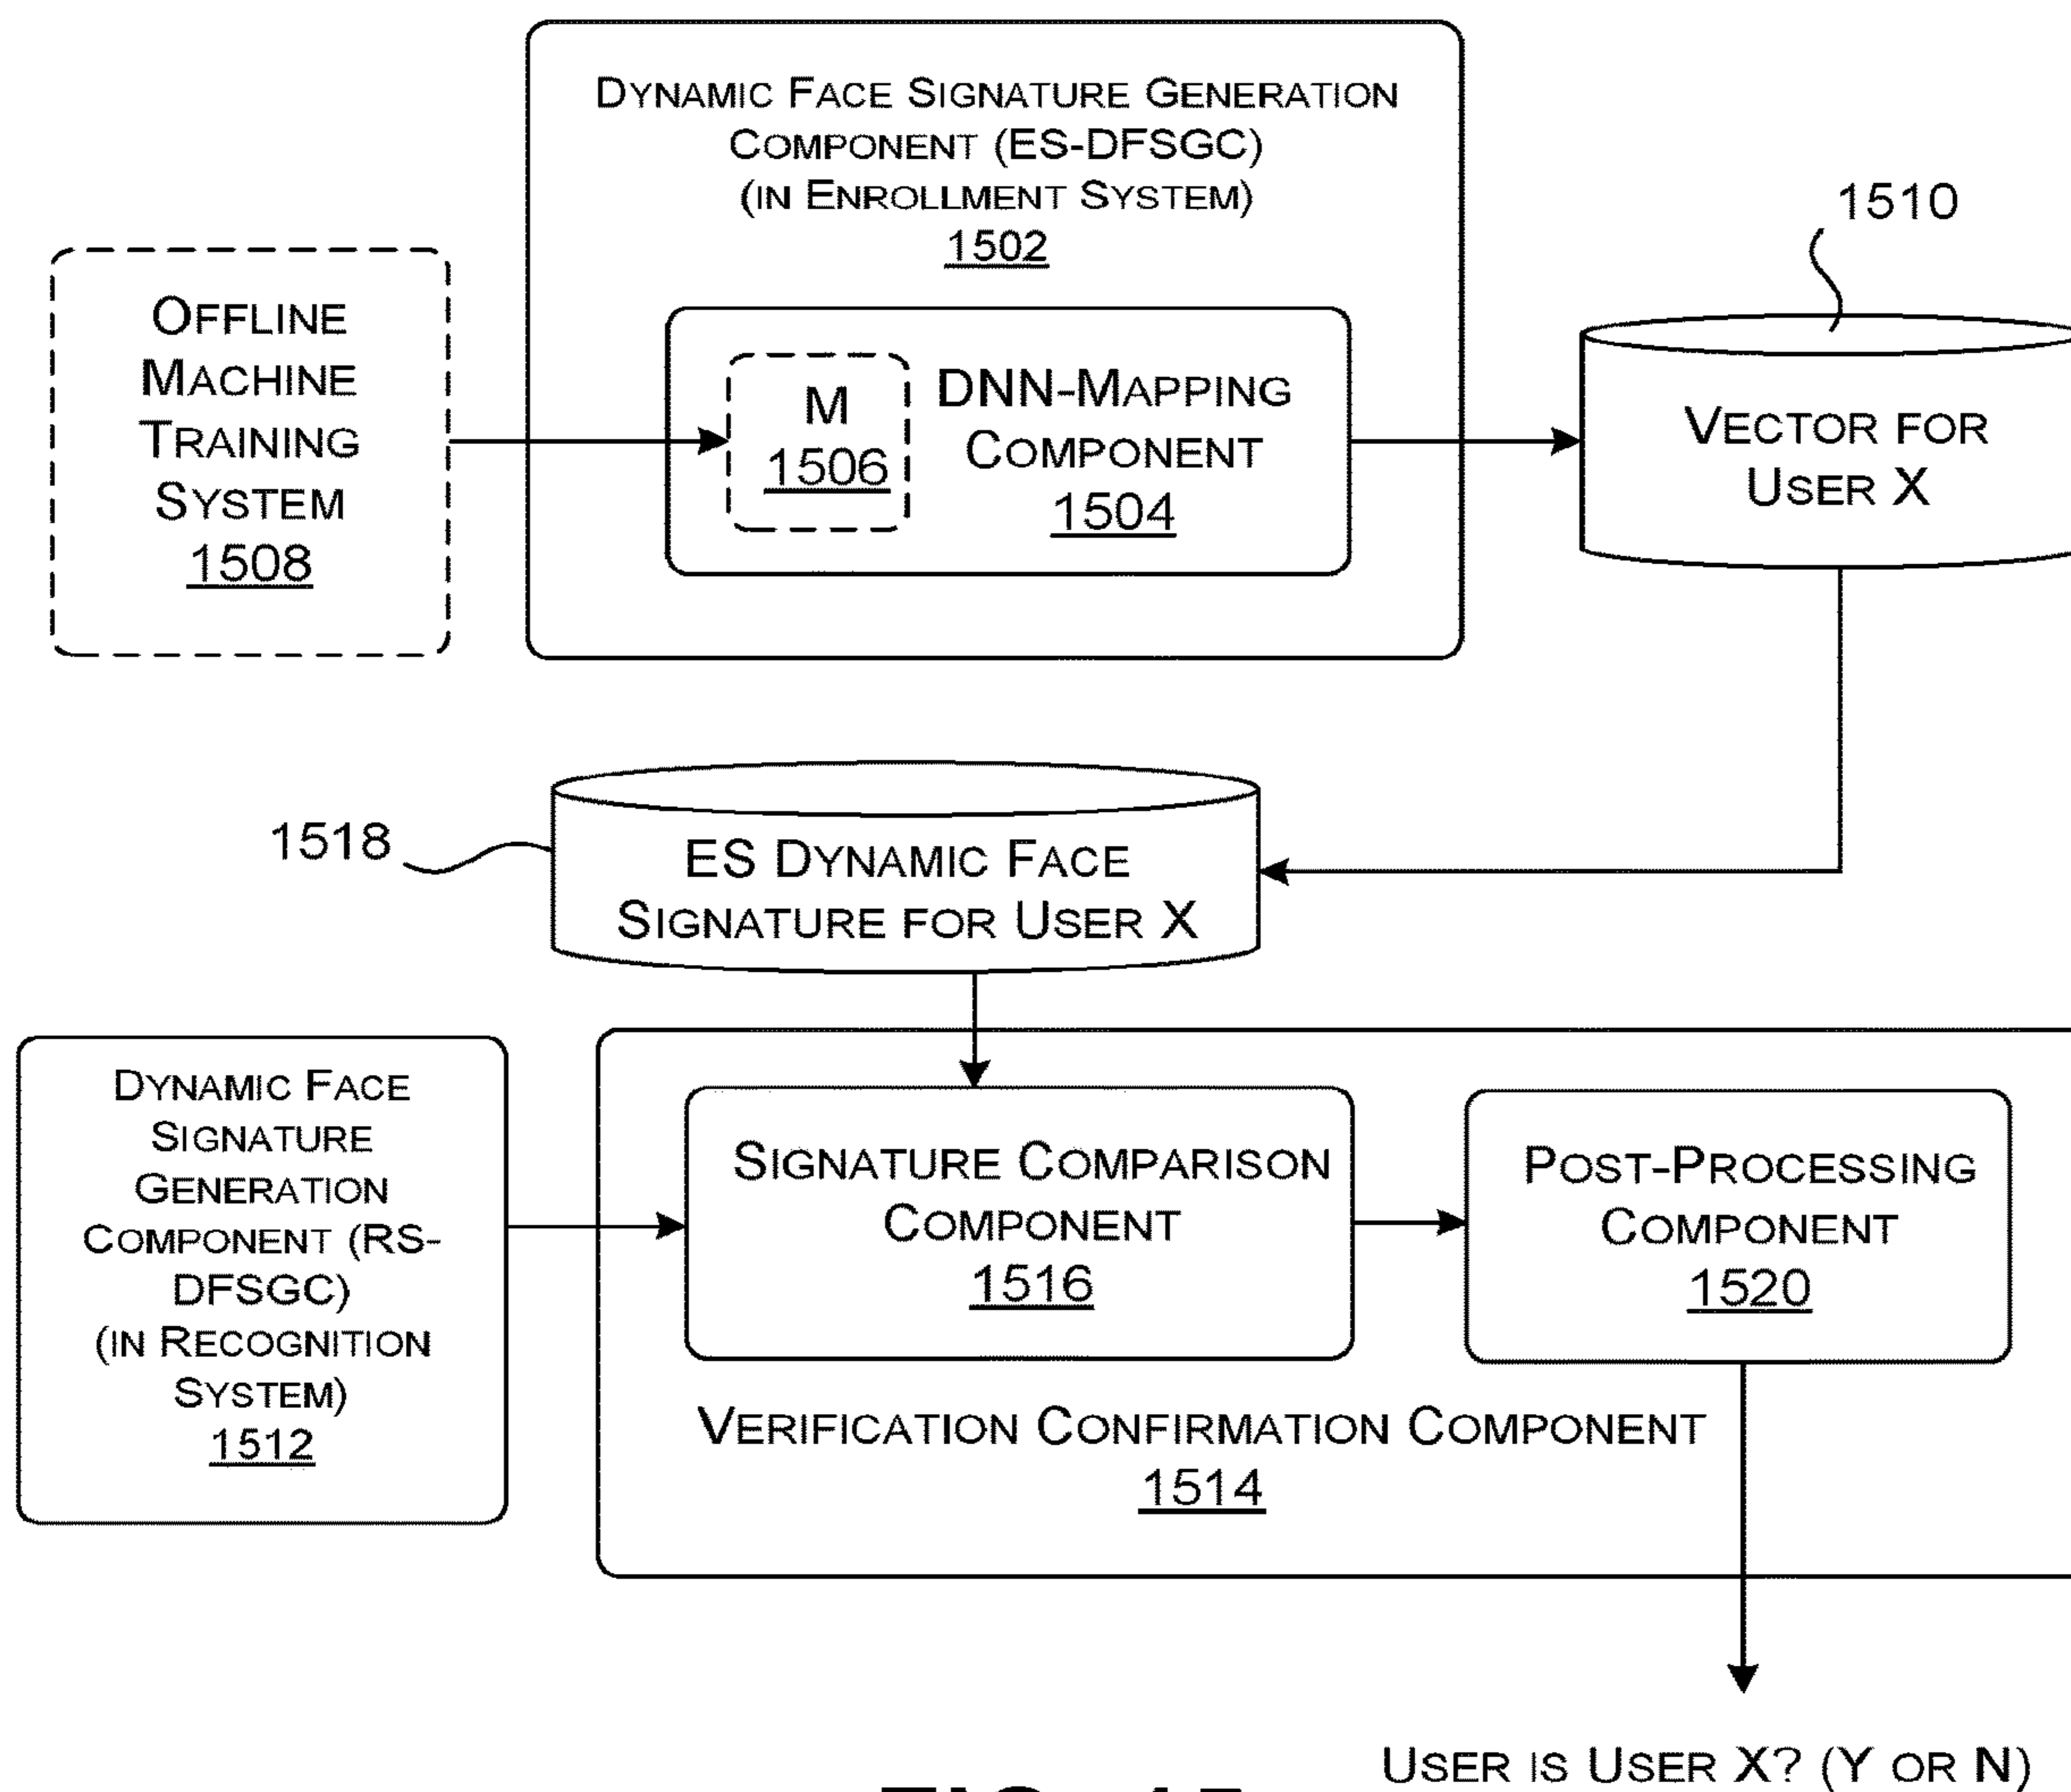 DYNAMIC FACE SIGNATURE GENERATION
COMPONENT (ES-DFSGC)
(IN ENROLLMENT SYSTEM)
1502
1510
OFFLINE
MACHINE
TRAINING
SYSTEM
1508
M
1506
DNN-MAPPING
COMPONENT
1504
VECTOR FOR
USER X
1518
ES DYNAMIC FACE
SIGNATURE FOR USER X
DYNAMIC FACE
SIGNATURE
GENERATION
COMPONENT (RS-
DFSGC)
(IN RECOGNITION
SYSTEM)
1512
SIGNATURE COMPARISON
COMPONENT
1516
POST-PROCESSING
COMPONENT
1520
VERIFICATION CONFIRMATION COMPONENT
1514
USER IS USER X? (Y OR N)